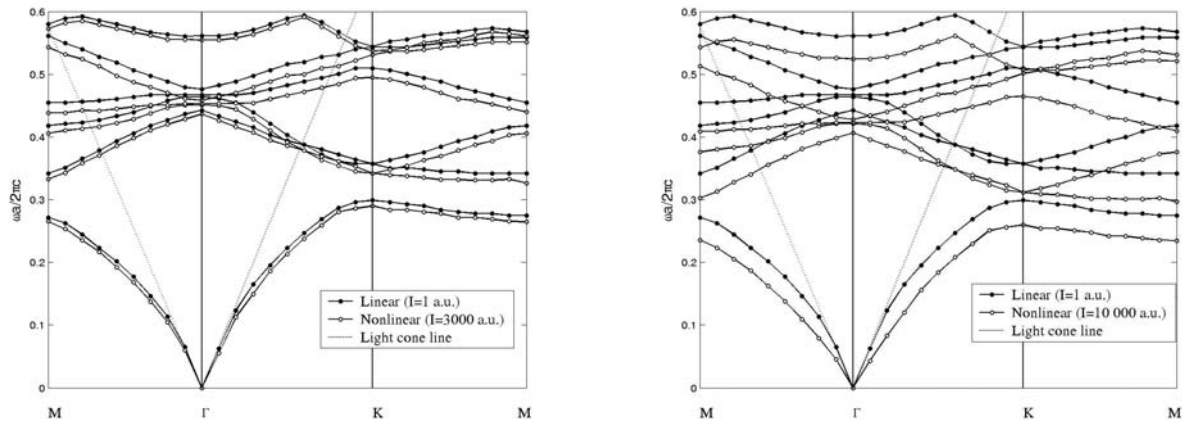 0.6
0.5
0.4
0.3
0.2
0.1
0
ωa/2πc
Linear (I=1 a.u.)
Nonlinear (I=3000 a.u.)
Light cone line
M Γ K M
0.6
0.5
0.4
0.3
0.2
0.1
0
ωa/2πc
Linear (I=1 a.u.)
Nonlinear (I=10 000 a.u.)
Light cone line
M Γ K M